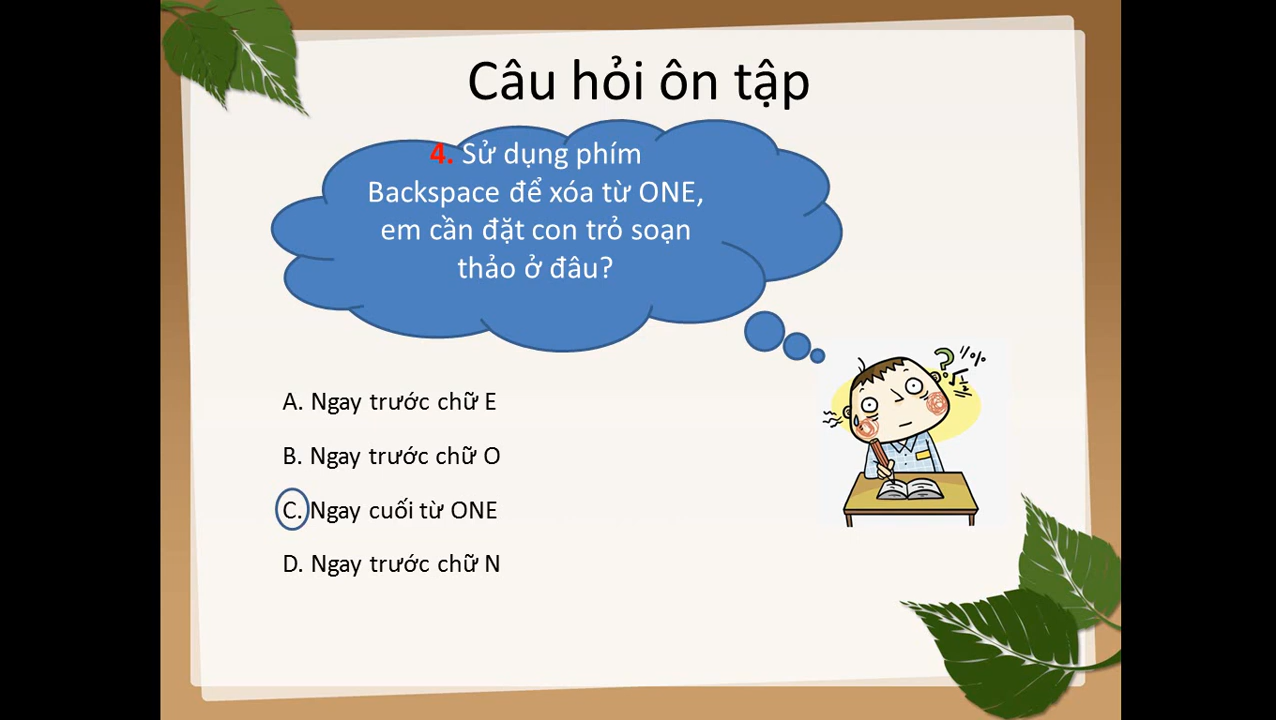 Câu hỏi ôn tập
4. Sử dụng phím
Backspace để xóa từ ONE,
em cần đặt con trỏ soạn
thảo ở đâu?
A. Ngay trước chữ E
B. Ngay trước chữ O
C. Ngay cuối từ ONE
D. Ngay trước chữ N